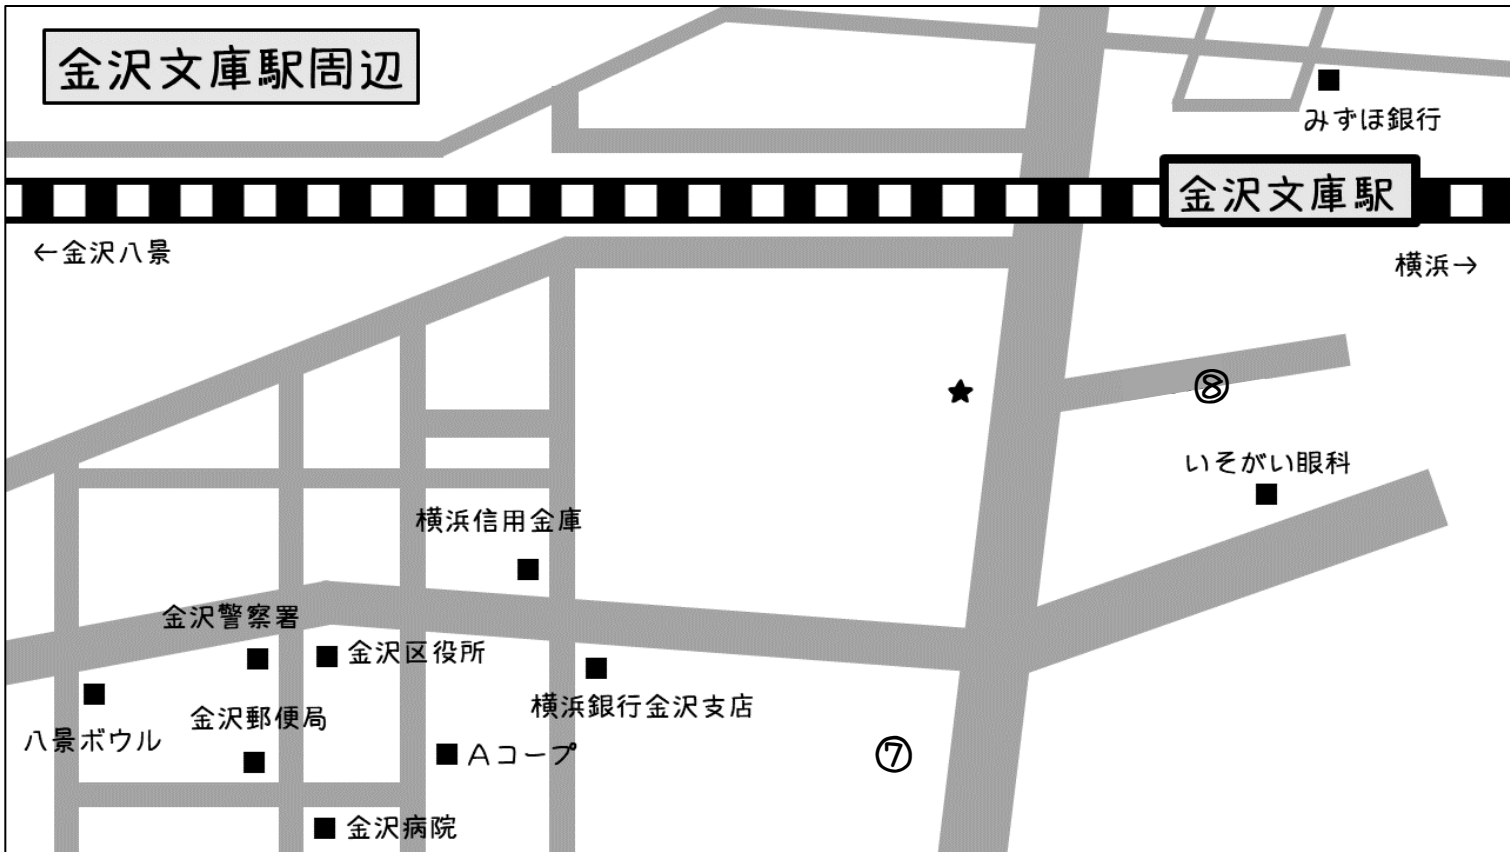 金沢文庫駅周辺
みずほ銀行
金沢文庫駅
←金沢八景
横浜→
★
⑧
いそがい眼科
横浜信用金庫
金沢警察署
金沢区役所
横浜銀行金沢支店
金沢郵便局
八景ボウル
Aコープ
⑦
金沢病院